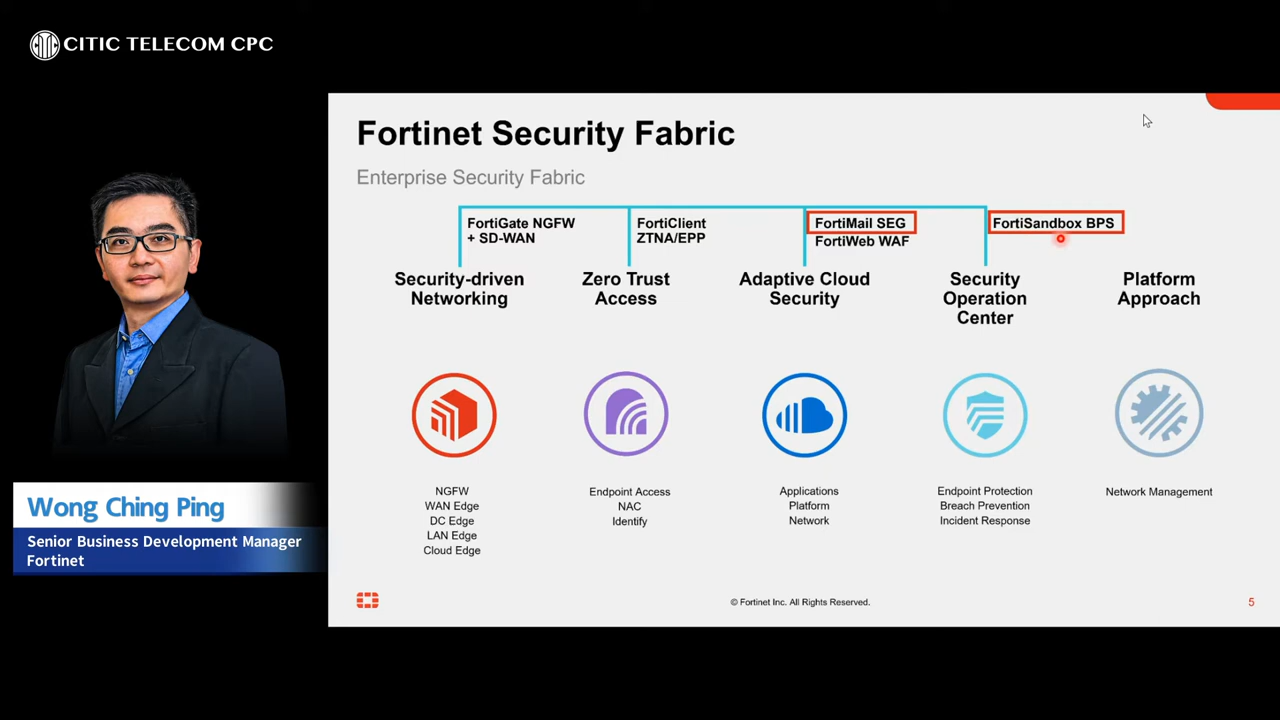 CITIC TELECOM CPC
Fortinet Security Fabric
Enterprise Security Fabric
FortiGate NGFW
+ SD-WAN
FortiClient
ZTNA/EPP
FortiMail SEG
FortiWeb WAF
FortiSandbox BPS
Security-driven
Networking
Zero Trust
Access
Adaptive Cloud
Security
Security
Operation
Center
Platform
Approach
NGFW
WAN Edge
DC Edge
LAN Edge
Cloud Edge
Endpoint Access
NAC
Identify
Applications
Platform
Network
Endpoint Protection
Breach Prevention
Incident Response
Network Management
Wong Ching Ping
Senior Business Development Manager
Fortinet
© Fortinet Inc. All Rights Reserved.
5